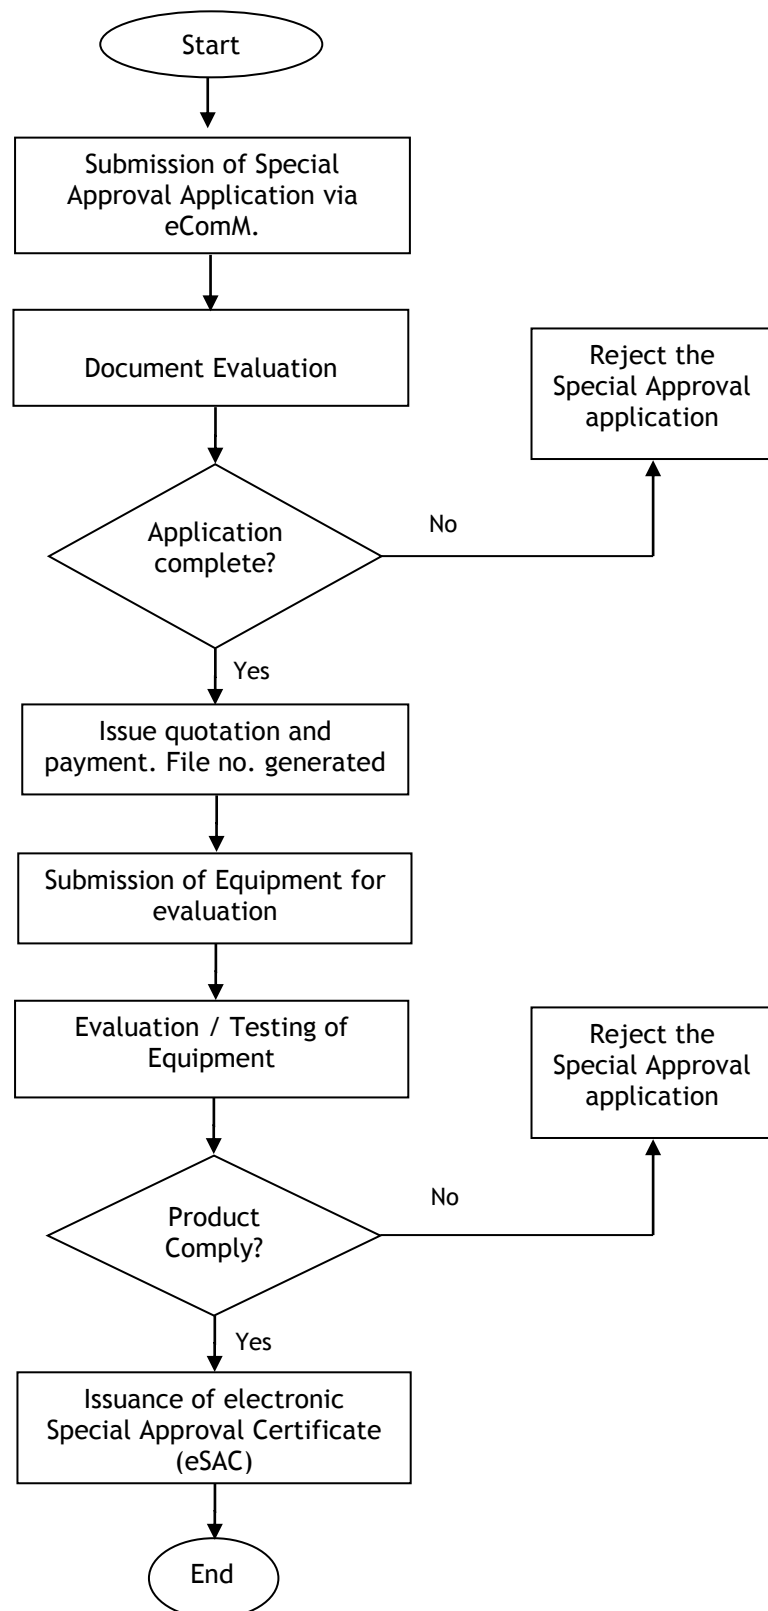 Start
Submission of Special
Approval Application via
eComM.
Document Evaluation
Reject the
Special Approval
application
Application
complete?
No
Yes
Issue quotation and
payment. File no. generated
Submission of Equipment for
evaluation
Evaluation / Testing of
Equipment
Reject the
Special Approval
application
Product
Comply?
No
Yes
Issuance of electronic
Special Approval Certificate
(eSAC)
End